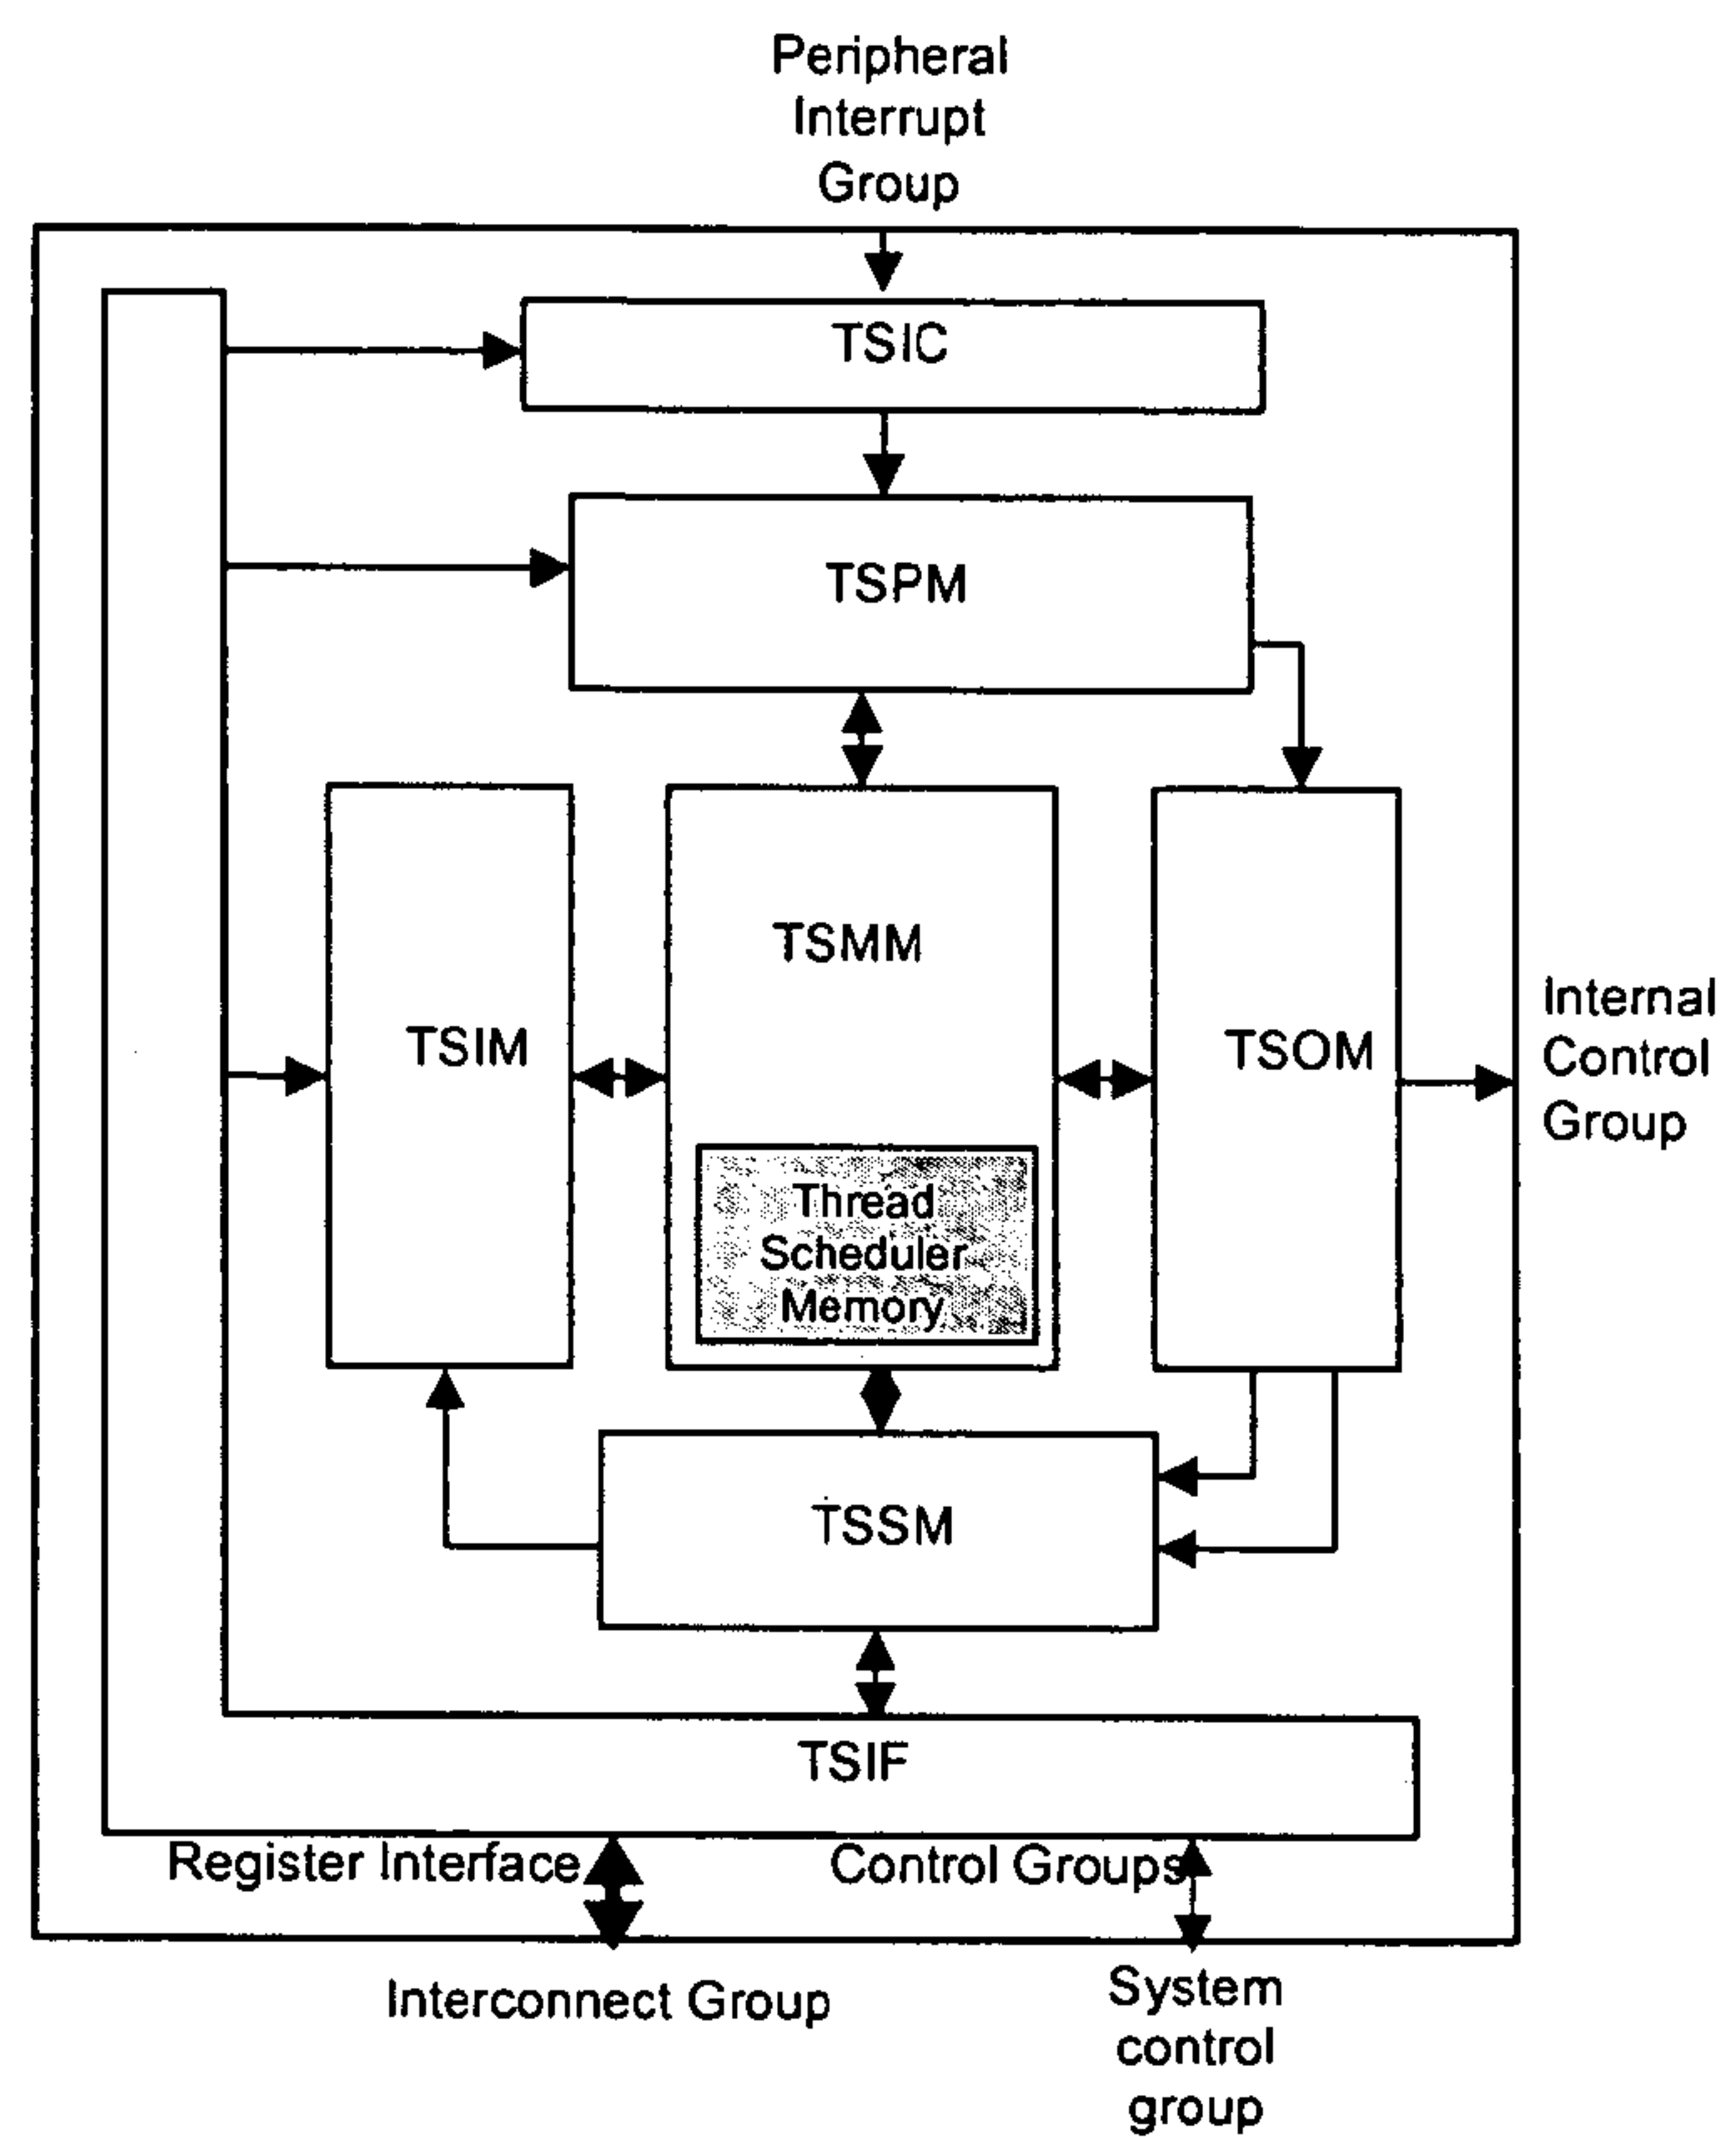 Peripheral
Interrupt
Group
TSIC
TSPM
TSMM
TSIM
TSOM
Internal
Control
Group
Thread
Scheduler
Memory
TSSM
TSIF
Register Interface
Control Groups
Interconnect Group
System
control
group